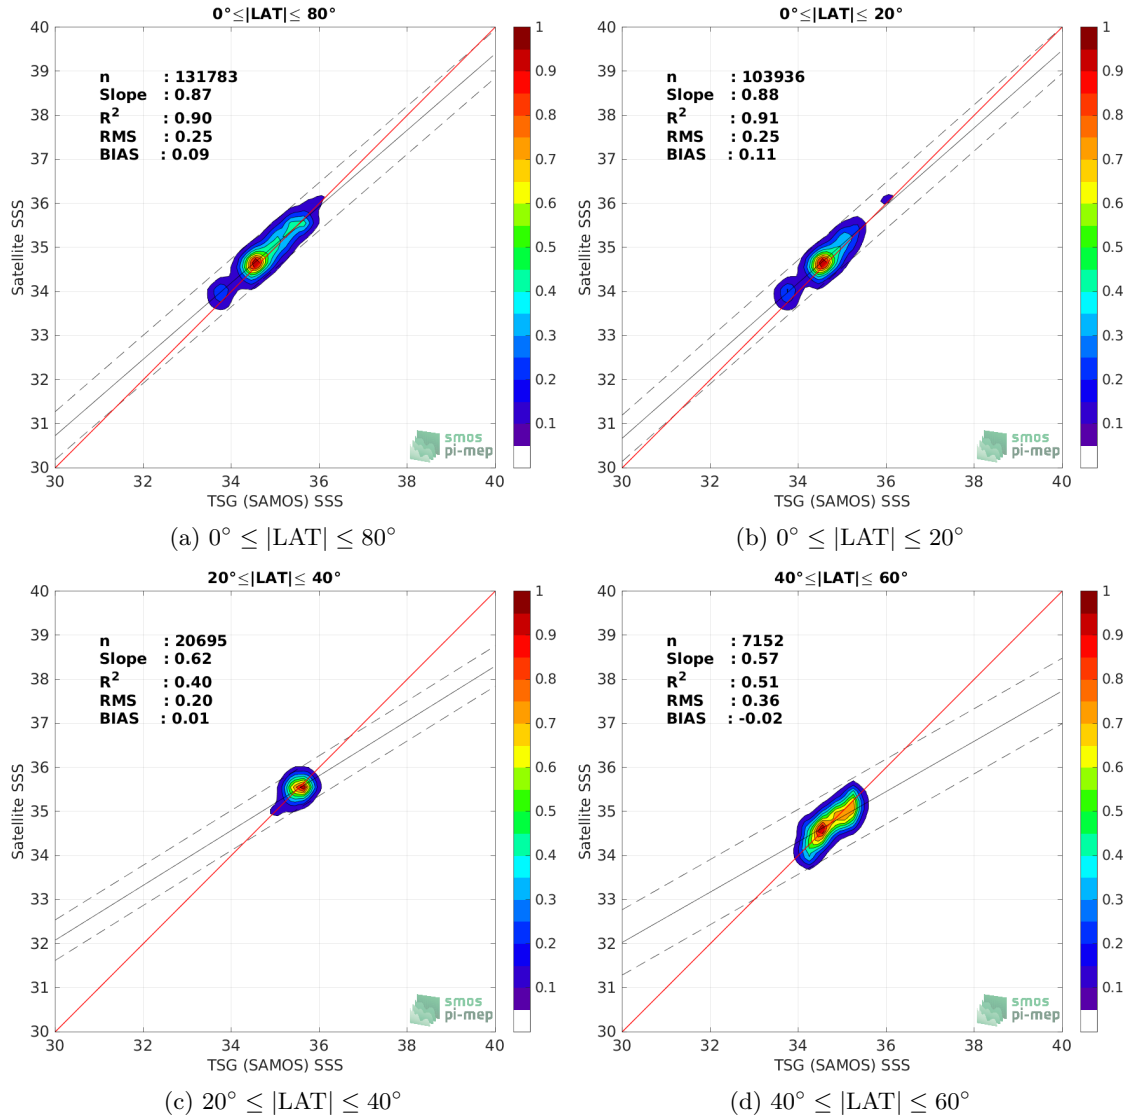 0°≤|LAT|≤ 80°
40
39
38
37
36
35
34
33
32
31
30
Satellite SSS
n : 131783
Slope : 0.87
R² : 0.90
RMS : 0.25
BIAS : 0.09
smos
pi-mep
30 32 34 36 38 40
TSG (SAMOS) SSS
1
0.9
0.8
0.7
0.6
0.5
0.4
0.3
0.2
0.1
(a) 0° ≤ |LAT| ≤ 80°
0°≤|LAT|≤ 20°
40
39
38
37
36
35
34
33
32
31
30
Satellite SSS
n : 103936
Slope : 0.88
R² : 0.91
RMS : 0.25
BIAS : 0.11
smos
pi-mep
30 32 34 36 38 40
TSG (SAMOS) SSS
1
0.9
0.8
0.7
0.6
0.5
0.4
0.3
0.2
0.1
(b) 0° ≤ |LAT| ≤ 20°
20°≤|LAT|≤ 40°
40
39
38
37
36
35
34
33
32
31
30
Satellite SSS
n : 20695
Slope : 0.62
R² : 0.40
RMS : 0.20
BIAS : 0.01
smos
pi-mep
30 32 34 36 38 40
TSG (SAMOS) SSS
1
0.9
0.8
0.7
0.6
0.5
0.4
0.3
0.2
0.1
(c) 20° ≤ |LAT| ≤ 40°
40°≤|LAT|≤ 60°
40
39
38
37
36
35
34
33
32
31
30
Satellite SSS
n : 7152
Slope : 0.57
R² : 0.51
RMS : 0.36
BIAS : -0.02
smos
pi-mep
30 32 34 36 38 40
TSG (SAMOS) SSS
1
0.9
0.8
0.7
0.6
0.5
0.4
0.3
0.2
0.1
(d) 40° ≤ |LAT| ≤ 60°